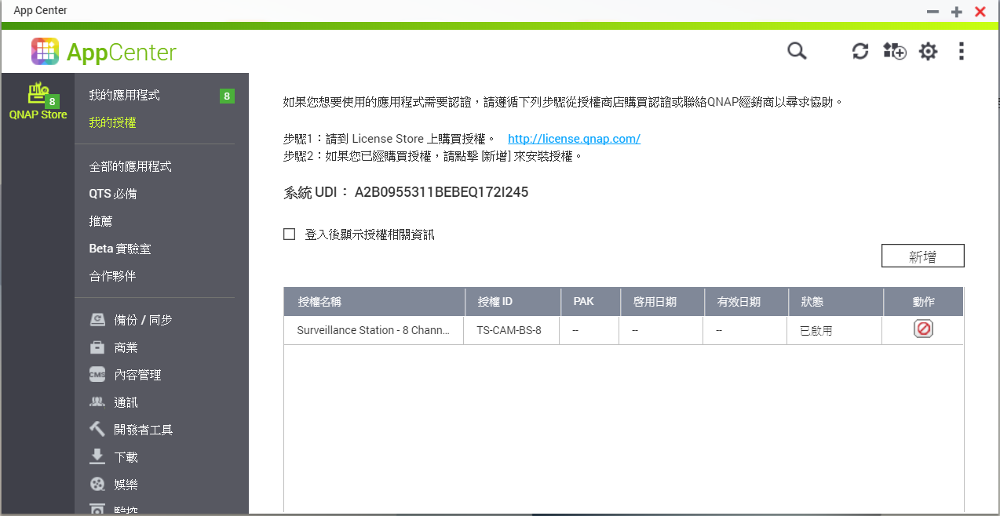 App Center
AppCenter
8
QNAP Store
我的應用程式 8
我的授權
全部的應用程式
QTS 必備
推薦
Beta 實驗室
合作夥伴
備份 / 同步
商業
CMS 內容管理
通訊
開發者工具
下載
娛樂
監控
如果您想要使用的應用程式需要認證，請遵循下列步驟從授權商店購買認證或聯絡QNAP經銷商以尋求協助。
步驟1：請到 License Store 上購買授權。 http://license.qnap.com/
步驟2：如果您已經購買授權，請點擊 [新增] 來安裝授權。
系統 UDI： A2B0955311BEBEQ172I245
登入後顯示授權相關資訊
新增
授權名稱 授權 ID PAK 啓用日期 有效日期 狀態 動作
Surveillance Station - 8 Chann... TS-CAM-BS-8 -- -- -- 已啟用